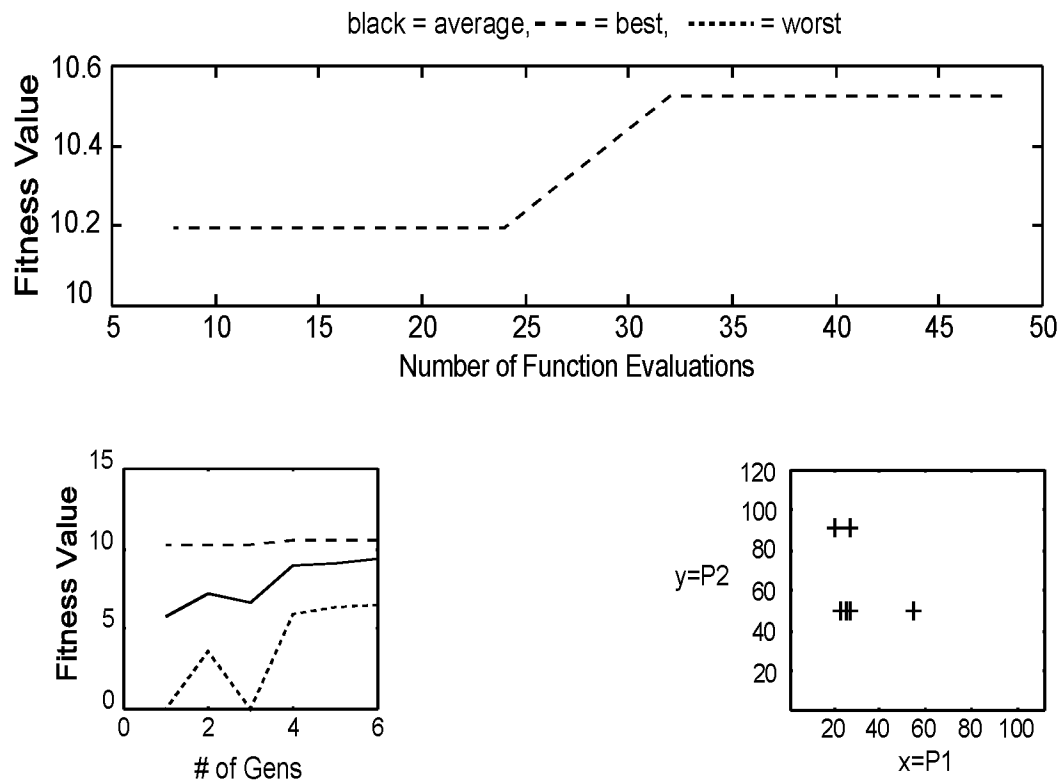 black = average, = best, = worst
Fitness Value
10.6
10.4
10.2
10
5 10 15 20 25 30 35 40 45 50
Number of Function Evaluations
Fitness Value
15
10
5
0
0 2 4 6
# of Gens
y=P2
120
100
80
60
40
20
20 40 60 80 100
x=P1